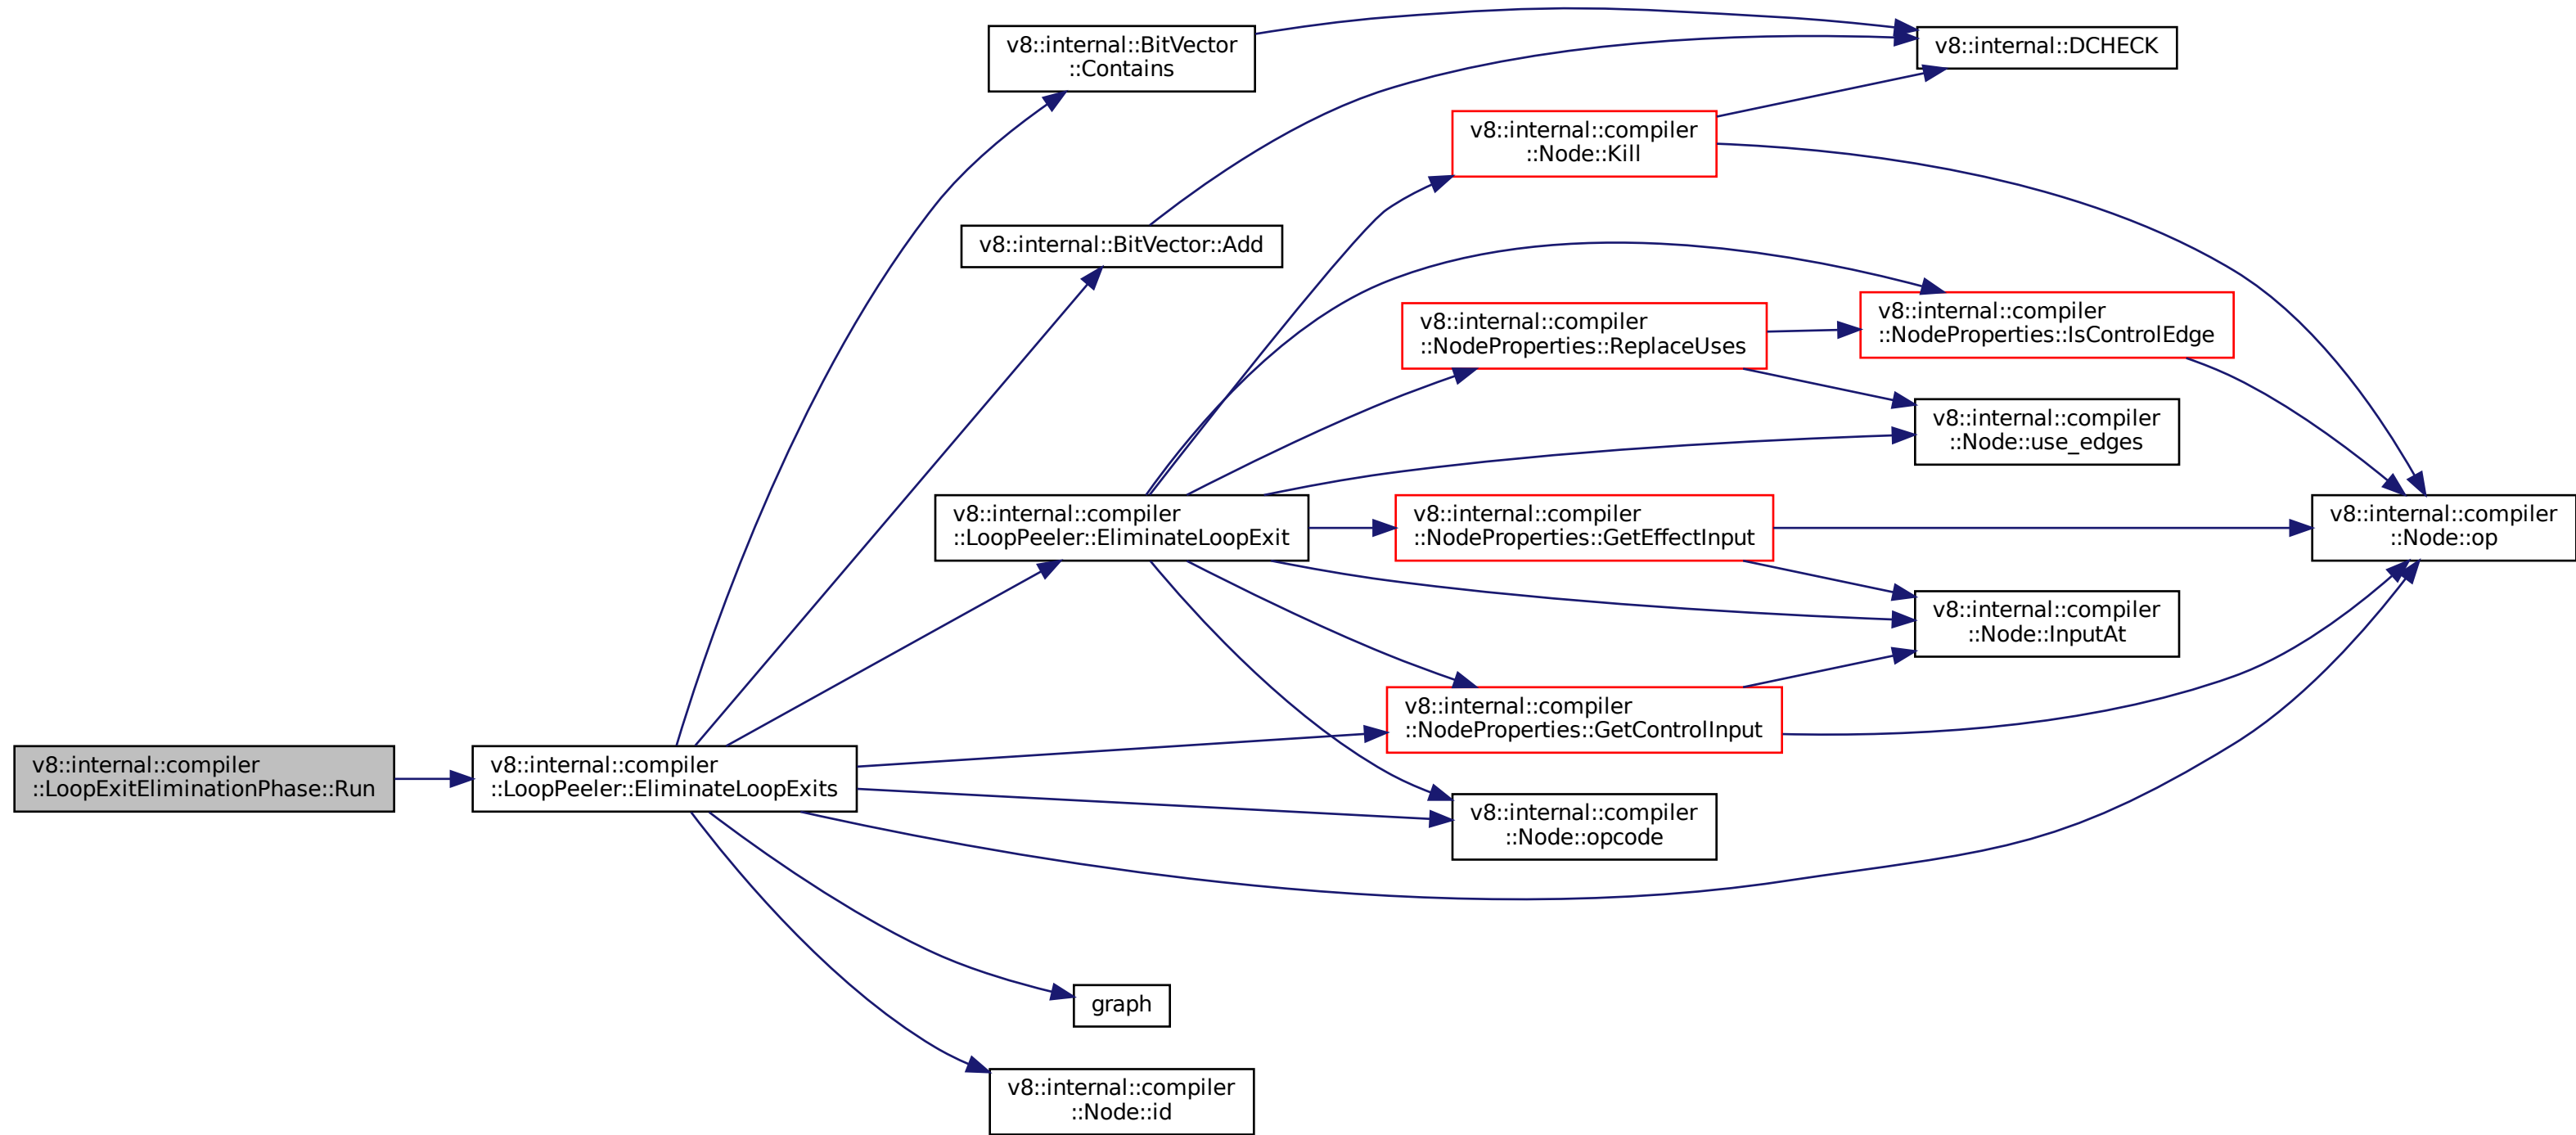 v8::internal::BitVector
::Contains
v8::internal::DCHECK
v8::internal::compiler
::Node::Kill
v8::internal::BitVector::Add
v8::internal::compiler
::NodeProperties::ReplaceUses
v8::internal::compiler
::NodeProperties::IsControlEdge
v8::internal::compiler
::Node::use_edges
v8::internal::compiler
::LoopPeeler::EliminateLoopExit
v8::internal::compiler
::NodeProperties::GetEffectInput
v8::internal::compiler
::Node::op
v8::internal::compiler
::Node::InputAt
v8::internal::compiler
::NodeProperties::GetControlInput
v8::internal::compiler
::LoopExitEliminationPhase::Run
v8::internal::compiler
::LoopPeeler::EliminateLoopExits
v8::internal::compiler
::Node::opcode
graph
v8::internal::compiler
::Node::id